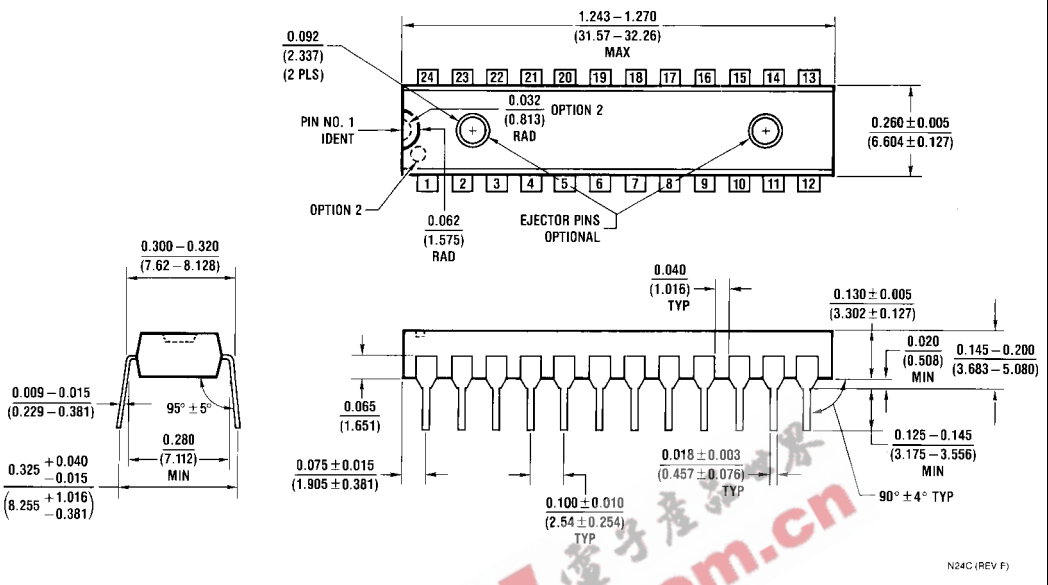 1.243 – 1.270
(31.57 – 32.26)
MAX
0.092
(2.337)
(2 PLS)
24 23 22 21 20 19 18 17 16 15 14 13
0.032
(0.813)
RAD
OPTION 2
PIN NO. 1
IDENT
0.260 ± 0.005
(6.604 ± 0.127)
1 2 3 4 5 6 7 8 9 10 11 12
OPTION 2
0.062
(1.575)
RAD
EJECTOR PINS
OPTIONAL
0.300 – 0.320
(7.62 – 8.128)
0.040
(1.016)
TYP
0.130 ± 0.005
(3.302 ± 0.127)
0.020
(0.508)
MIN
0.145 – 0.200
(3.683 – 5.080)
0.009 – 0.015
(0.229 – 0.381)
95° ± 5°
0.280
(7.112)
MIN
0.325 +0.040 −0.015
(8.255 +1.016 −0.381)
0.065
(1.651)
0.075 ± 0.015
(1.905 ± 0.381)
0.100 ± 0.010
(2.54 ± 0.254)
TYP
0.018 ± 0.003
(0.457 ± 0.076)
TYP
0.125 – 0.145
(3.175 – 3.556)
MIN
90° ± 4° TYP
電子產品世界
om.cn
N24C (REV F)